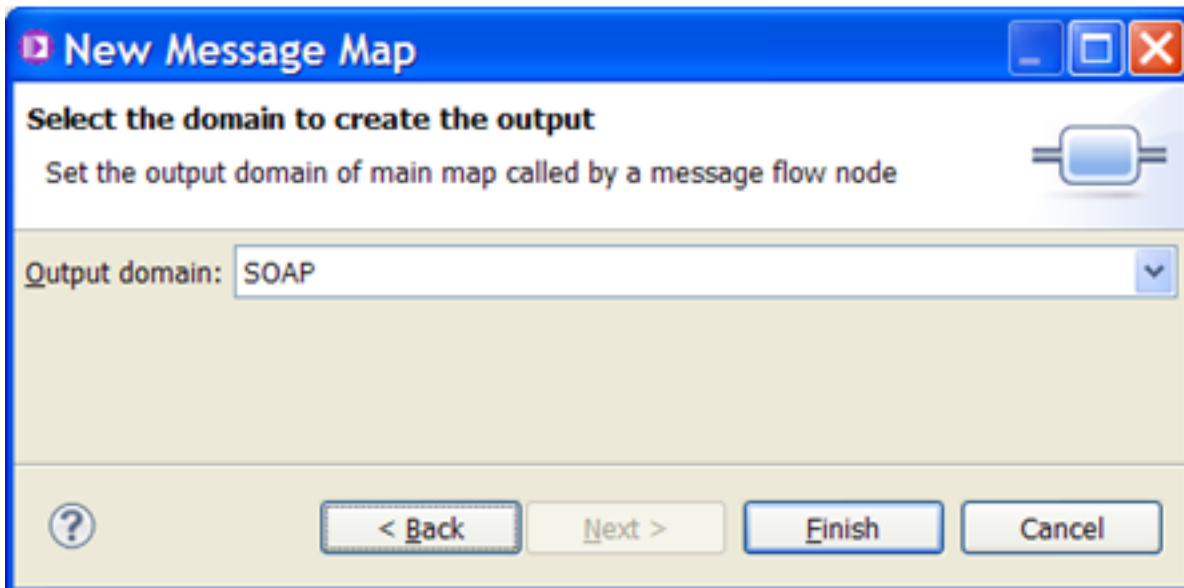 New Message Map
Select the domain to create the output
Set the output domain of main map called by a message flow node
Output domain: SOAP
? < Back Next > Finish Cancel